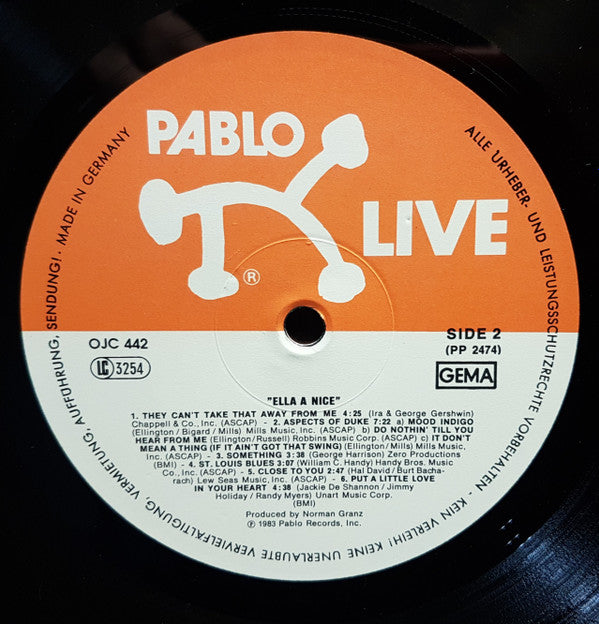 PABLO
LIVE
®
OJC 442
LC 3254
SIDE 2
(PP 2474)
GEMA
"ELLA A NICE"
1. THEY CAN'T TAKE THAT AWAY FROM ME 4:25 (Ira & George Gershwin)
Chappell & Co., Inc. (ASCAP) - 2. ASPECTS OF DUKE 7:22 a) MOOD INDIGO
(Ellington/Bigard/Mills) Mills Music, Inc. (ASCAP) b) DO NOTHIN' TILL YOU
HEAR FROM ME (Ellington/Russell) Robbins Music Corp. (ASCAP) c) IT DON'T
MEAN A THING (IF IT AIN'T GOT THAT SWING) (Ellington/Mills) Mills Music,
Inc. (ASCAP) - 3. SOMETHING 3:38 (George Harrison) Zero Productions
(BMI) - 4. ST. LOUIS BLUES 3:07 (William C. Handy) Handy Bros. Music
Co., Inc. (ASCAP) - 5. CLOSE TO YOU 2:47 (Hal David/Burt Bacha-
rach) Lew Seas Music, Inc. (ASCAP) - 6. PUT A LITTLE LOVE
IN YOUR HEART 4:38 (Jackie De Shannon/Jimmy
Holiday/Randy Myers) Unart Music Corp.
(BMI)
Produced by Norman Granz
℗ 1983 Pablo Records, Inc.
ALLE URHEBER- UND LEISTUNGSSCHUTZRECHTE VORBEHALTEN - KEIN VERLEIH! KEINE UNERLAUBTE VERVIELFALTIGUNG, VERMIETUNG, AUFFUHRUNG, SENDUNG! · MADE IN GERMANY